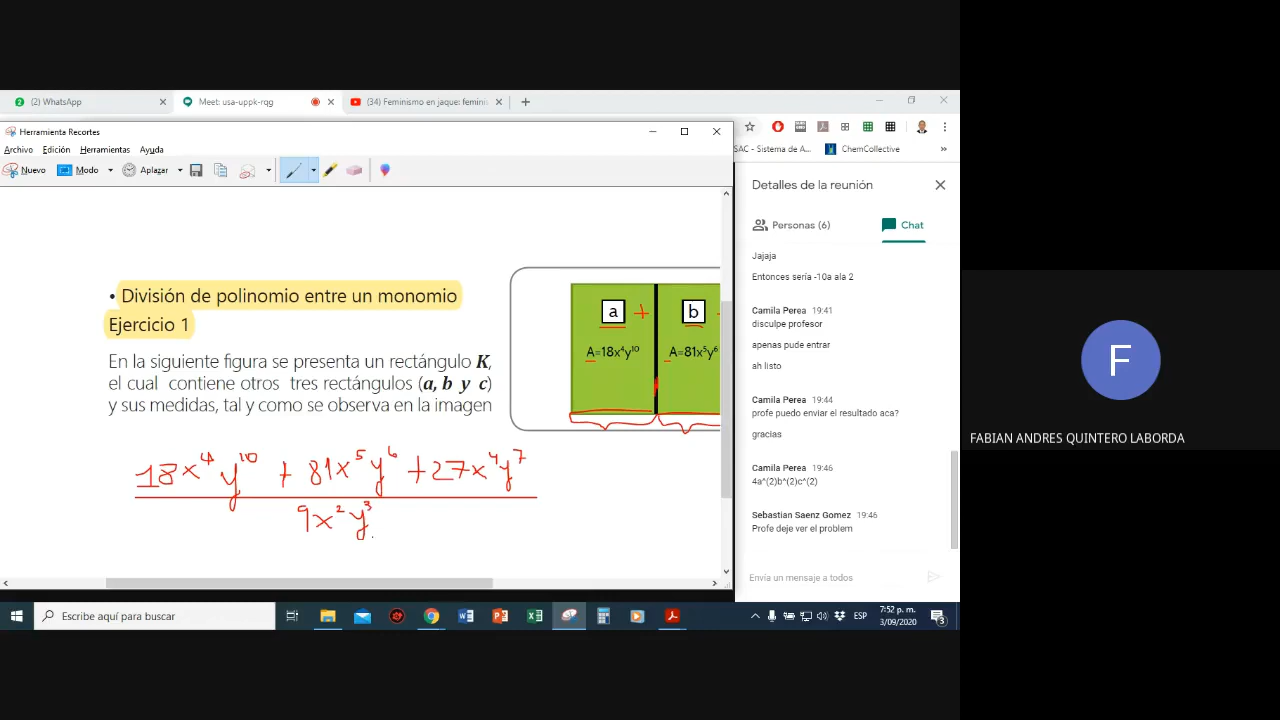 (2) WhatsApp
Meet: usa-uppk-rqg
(34) Feminismo en jaque: femini
Herramienta Recortes
Archivo Edición Herramientas Ayuda
Nuevo Modo Aplazar
SAC - Sistema de A... ChemCollective »
Detalles de la reunión
Personas (6) Chat
Jajaja
Entonces sería -10a ala 2
Camila Perea 19:41
disculpe profesor
apenas pude entrar
ah listo
Camila Perea 19:44
profe puedo enviar el resultado aca?
gracias
Camila Perea 19:46
4a^(2)b^(2)c^(2)
Sebastian Saenz Gomez 19:46
Profe deje ver el problem
Envía un mensaje a todos
• División de polinomio entre un monomio
Ejercicio 1
En la siguiente figura se presenta un rectángulo K,
el cual contiene otros tres rectángulos (a, b y c)
y sus medidas, tal y como se observa en la imagen
a + b
A=18x⁴y¹⁰ A=81x⁵y⁶
18x⁴y¹⁰ + 81x⁵y⁶ + 27x⁴y⁷
9x²y³
F
FABIAN ANDRES QUINTERO LABORDA
Escribe aquí para buscar
ESP
7:52 p. m.
3/09/2020
3